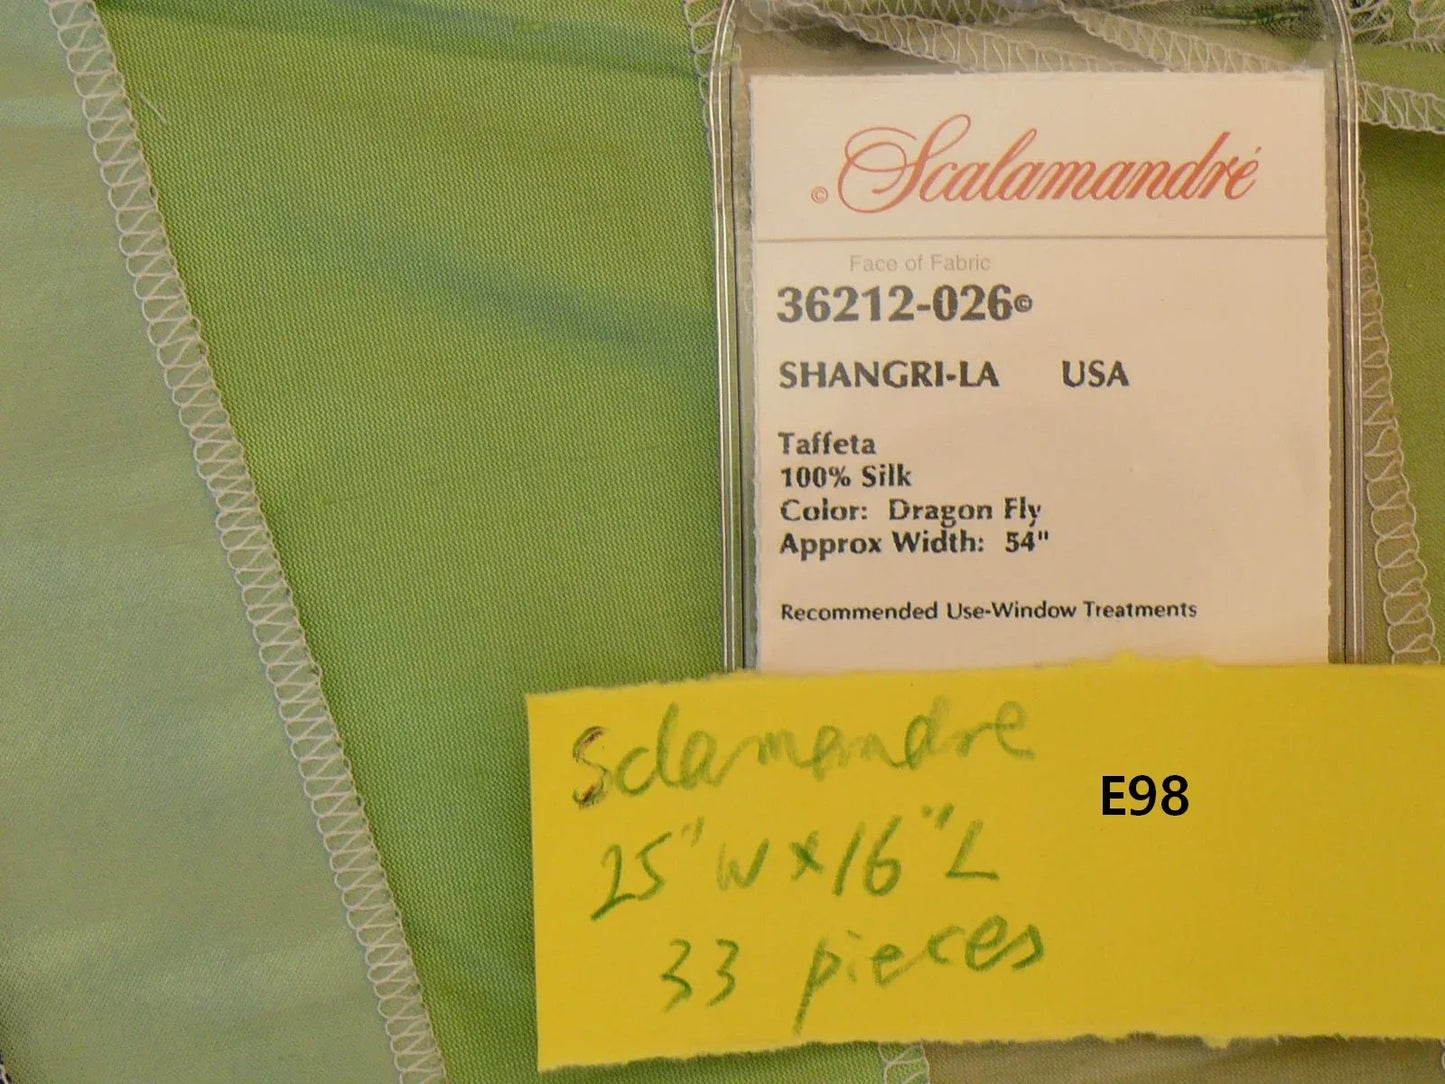 © Scalamandré
Face of Fabric
36212-026©
SHANGRI-LA USA
Taffeta
100% Silk
Color: Dragon Fly
Approx Width: 54"
Recommended Use-Window Treatments
Sclamandre
E98
25"W x 16"L
33 pieces